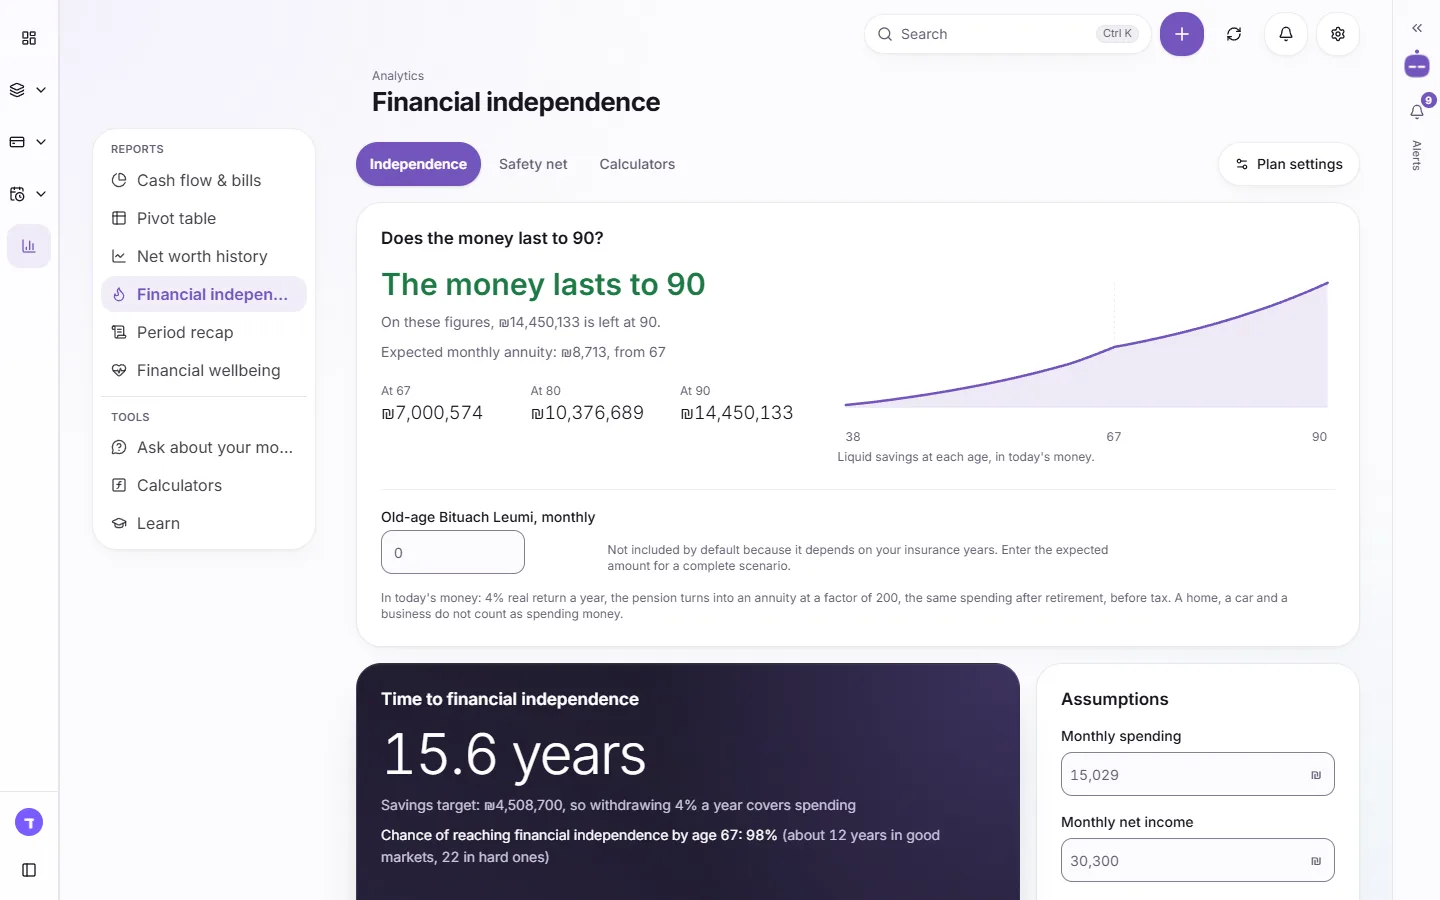 Search
Ctrl K
9
Alerts
Analytics
Financial independence
REPORTS
Cash flow & bills
Pivot table
Net worth history
Financial indepen...
Period recap
Financial wellbeing
TOOLS
Ask about your mo...
Calculators
Learn
Independence
Safety net
Calculators
Plan settings
Does the money last to 90?
The money lasts to 90
On these figures, ₪14,450,133 is left at 90.
Expected monthly annuity: ₪8,713, from 67
At 67
₪7,000,574
At 80
₪10,376,689
At 90
₪14,450,133
38
67
90
Liquid savings at each age, in today's money.
Old-age Bituach Leumi, monthly
0
Not included by default because it depends on your insurance years. Enter the expected
amount for a complete scenario.
In today's money: 4% real return a year, the pension turns into an annuity at a factor of 200, the same spending after retirement, before tax. A home, a car and a
business do not count as spending money.
Time to financial independence
15.6 years
Savings target: ₪4,508,700, so withdrawing 4% a year covers spending
Chance of reaching financial independence by age 67: 98% (about 12 years in good
markets, 22 in hard ones)
Assumptions
Monthly spending
15,029 ₪
Monthly net income
30,300 ₪